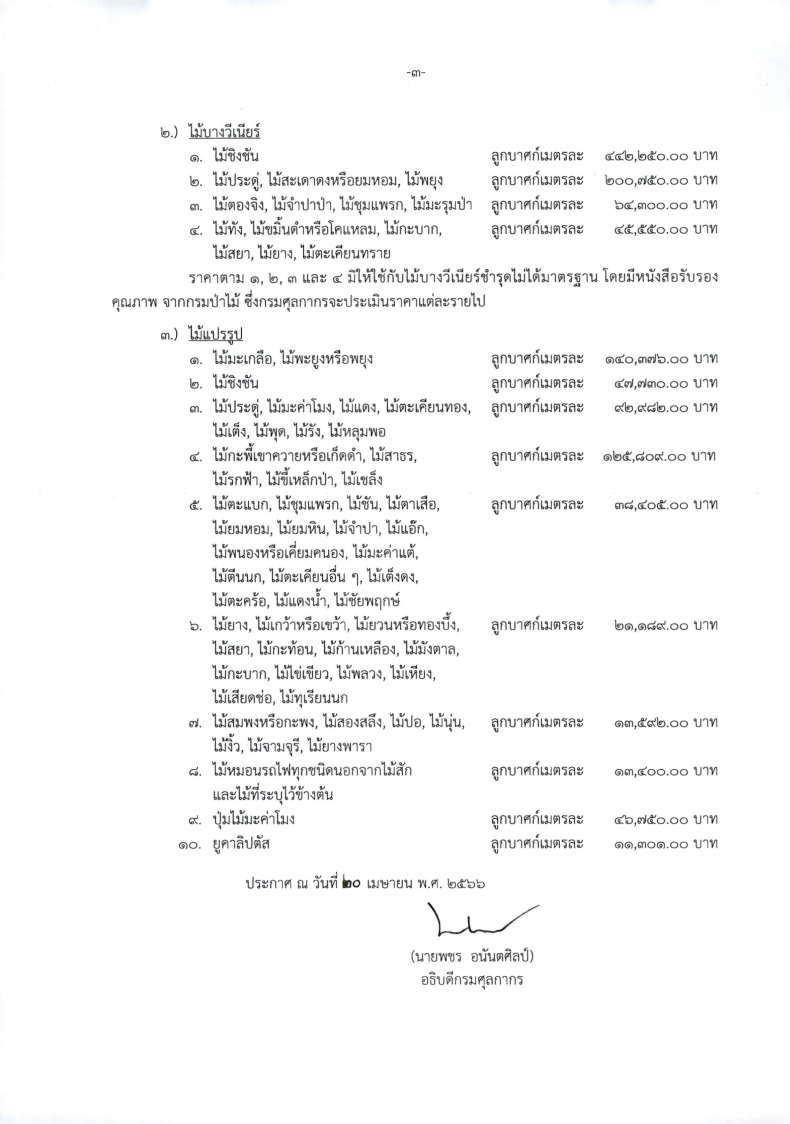 -๓-
๒.) ไม้บางวีเนียร์
๑. ไม้ชิงชัน ลูกบาศก์เมตรละ ๔๔๒,๒๕๐.๐๐ บาท
๒. ไม้ประดู่, ไม้สะเดาดงหรือยมหอม, ไม้พยุง ลูกบาศก์เมตรละ ๒๐๐,๗๕๐.๐๐ บาท
๓. ไม้ตองจิง, ไม้จำปาป่า, ไม้ชุมแพรก, ไม้มะรุมป่า ลูกบาศก์เมตรละ ๖๔,๓๐๐.๐๐ บาท
๔. ไม้ทัง, ไม้ขมิ้นดำหรือโคแหลม, ไม้กะบาก, ลูกบาศก์เมตรละ ๔๕,๕๕๐.๐๐ บาท
ไม้สยา, ไม้ยาง, ไม้ตะเคียนทราย
ราคาตาม ๑, ๒, ๓ และ ๔ มิให้ใช้กับไม้บางวีเนียร์ชำรุดไม่ได้มาตรฐาน โดยมีหนังสือรับรอง
คุณภาพ จากกรมป่าไม้ ซึ่งกรมศุลกากรจะประเมินราคาแต่ละรายไป
๓.) ไม้แปรรูป
๑. ไม้มะเกลือ, ไม้พะยูงหรือพยุง ลูกบาศก์เมตรละ ๑๔๐,๓๗๖.๐๐ บาท
๒. ไม้ชิงชัน ลูกบาศก์เมตรละ ๔๗,๗๓๐.๐๐ บาท
๓. ไม้ประดู่, ไม้มะค่าโมง, ไม้แดง, ไม้ตะเคียนทอง, ลูกบาศก์เมตรละ ๙๒,๙๘๒.๐๐ บาท
ไม้เต็ง, ไม้พุด, ไม้รัง, ไม้หลุมพอ
๔. ไม้กะพี้เขาควายหรือเก็ดดำ, ไม้สาธร, ลูกบาศก์เมตรละ ๑๒๕,๘๐๙.๐๐ บาท
ไม้รกฟ้า, ไม้ขี้เหล็กป่า, ไม้เชล็ง
๕. ไม้ตะแบก, ไม้ชุมแพรก, ไม้ชัน, ไม้ตาเสือ, ลูกบาศก์เมตรละ ๓๘,๔๐๕.๐๐ บาท
ไม้ยมหอม, ไม้ยมหิน, ไม้จำปา, ไม้แอ๊ก,
ไม้พนองหรือเคี่ยมคนอง, ไม้มะค่าแต้,
ไม้ตีนนก, ไม้ตะเคียนอื่น ๆ, ไม้เต็งดง,
ไม้ตะคร้อ, ไม้แดงน้ำ, ไม้ชัยพฤกษ์
๖. ไม้ยาง, ไม้เกว้าหรือเขว้า, ไม้ยวนหรือทองบึ้ง, ลูกบาศก์เมตรละ ๒๑,๑๘๙.๐๐ บาท
ไม้สยา, ไม้กะท้อน, ไม้ก้านเหลือง, ไม้มังตาล,
ไม้กะบาก, ไม้ไข่เขียว, ไม้พลวง, ไม้เหียง,
ไม้เสียดช่อ, ไม้ทุเรียนนก
๗. ไม้สมพงหรือกะพง, ไม้สองสลึง, ไม้ปอ, ไม้นุ่น, ลูกบาศก์เมตรละ ๑๓,๕๙๒.๐๐ บาท
ไม้งิ้ว, ไม้จามจุรี, ไม้ยางพารา
๘. ไม้หมอนรถไฟทุกชนิดนอกจากไม้สัก ลูกบาศก์เมตรละ ๑๓,๔๐๐.๐๐ บาท
และไม้ที่ระบุไว้ข้างต้น
๙. ปุ่มไม้มะค่าโมง ลูกบาศก์เมตรละ ๔๖,๗๕๐.๐๐ บาท
๑๐. ยูคาลิปตัส ลูกบาศก์เมตรละ ๑๑,๓๐๑.๐๐ บาท
ประกาศ ณ วันที่ ๒๐ เมษายน พ.ศ. ๒๕๖๖
(นายพชร อนันตศิลป์)
อธิบดีกรมศุลกากร